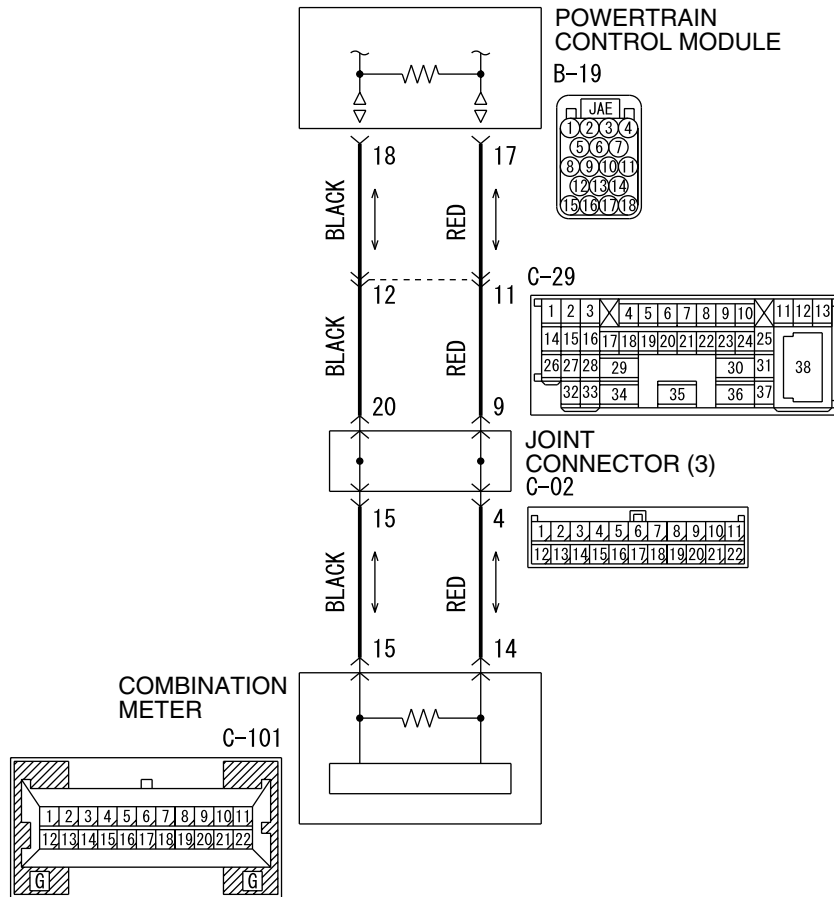 POWERTRAIN
CONTROL MODULE
B-19
JAE
1 2 3 4
5 6 7
8 9 10 11
12 13 14
15 16 17 18
18 17
BLACK RED
12 11
C-29
1 2 3 4 5 6 7 8 9 10 11 12 13
14 15 16 17 18 19 20 21 22 23 24 25
26 27 28 29 30 31 38
32 33 34 35 36 37
BLACK RED
20 9
JOINT
CONNECTOR (3)
C-02
1 2 3 4 5 6 7 8 9 10 11
12 13 14 15 16 17 18 19 20 21 22
15 4
BLACK RED
15 14
COMBINATION
METER
C-101
1 2 3 4 5 6 7 8 9 10 11
12 13 14 15 16 17 18 19 20 21 22
G G